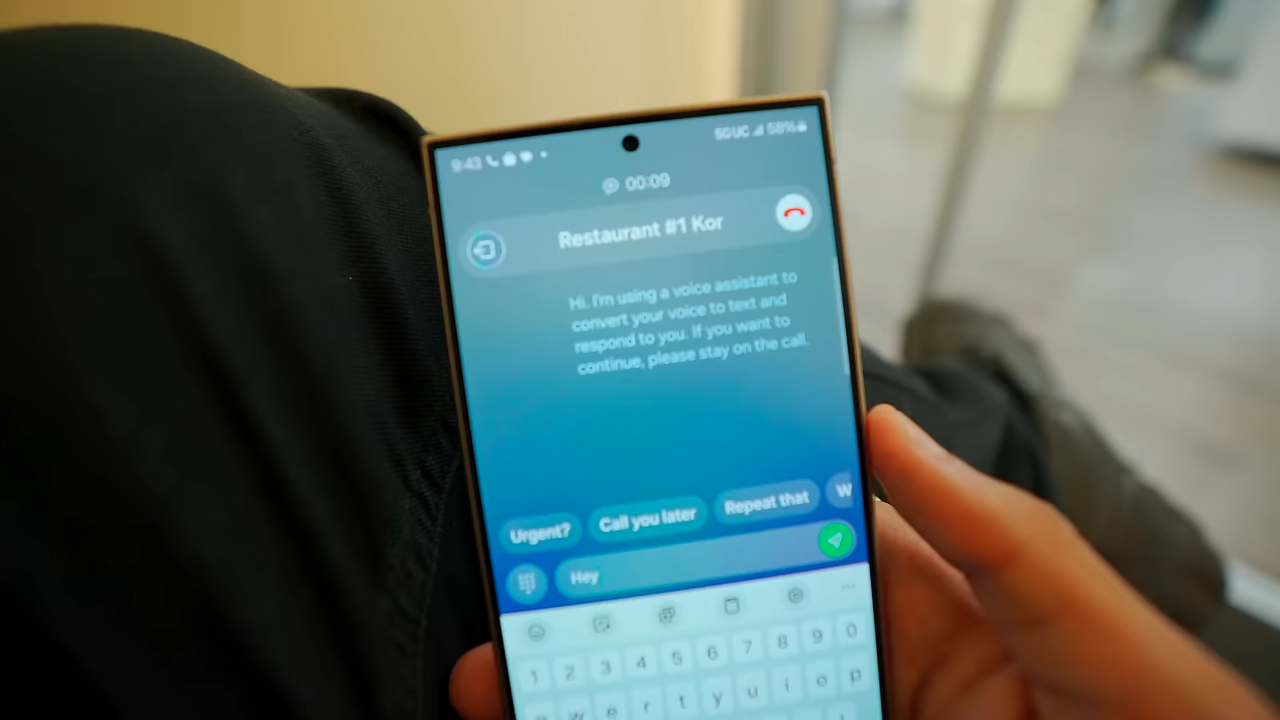 9:43
5G UC 58%
00:09
Restaurant #1 Kor
Hi. I'm using a voice assistant to
convert your voice to text and
respond to you. If you want to
continue, please stay on the call.
Urgent? Call you later Repeat that W
Hey
1 2 3 4 5 6 7 8 9 0
w e r t y u i o p